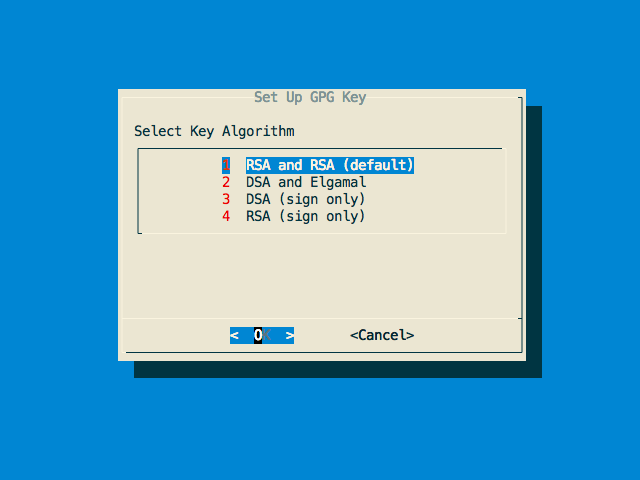 Set Up GPG Key
Select Key Algorithm
1 RSA and RSA (default)
2 DSA and Elgamal
3 DSA (sign only)
4 RSA (sign only)
< OK > <Cancel>